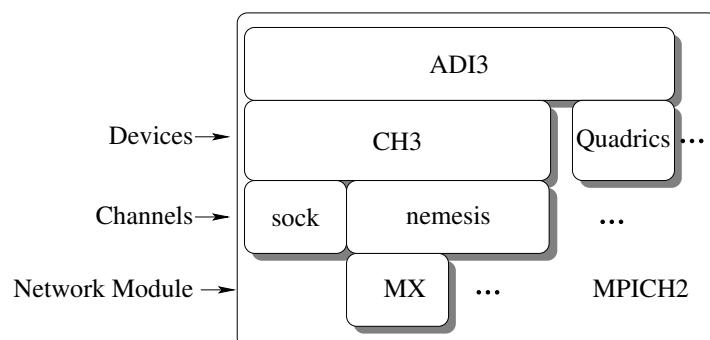 ADI3
Devices
CH3
Quadrics ...
Channels
sock
nemesis
...
Network Module
MX
...
MPICH2